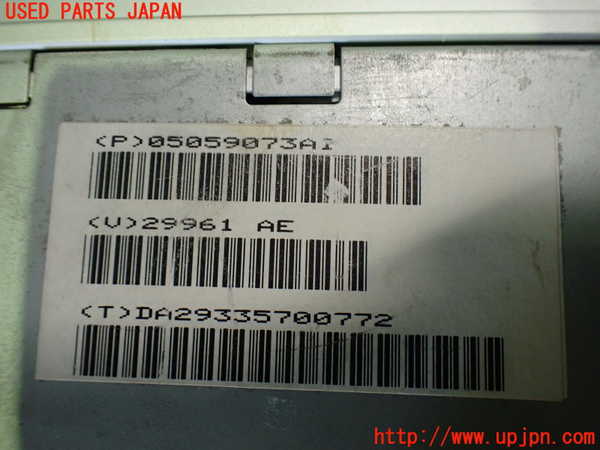 USED PARTS JAPAN
(P)05059073AI
(V)29961 AE
(T)DA29335700772
http://www.upjpn.com/